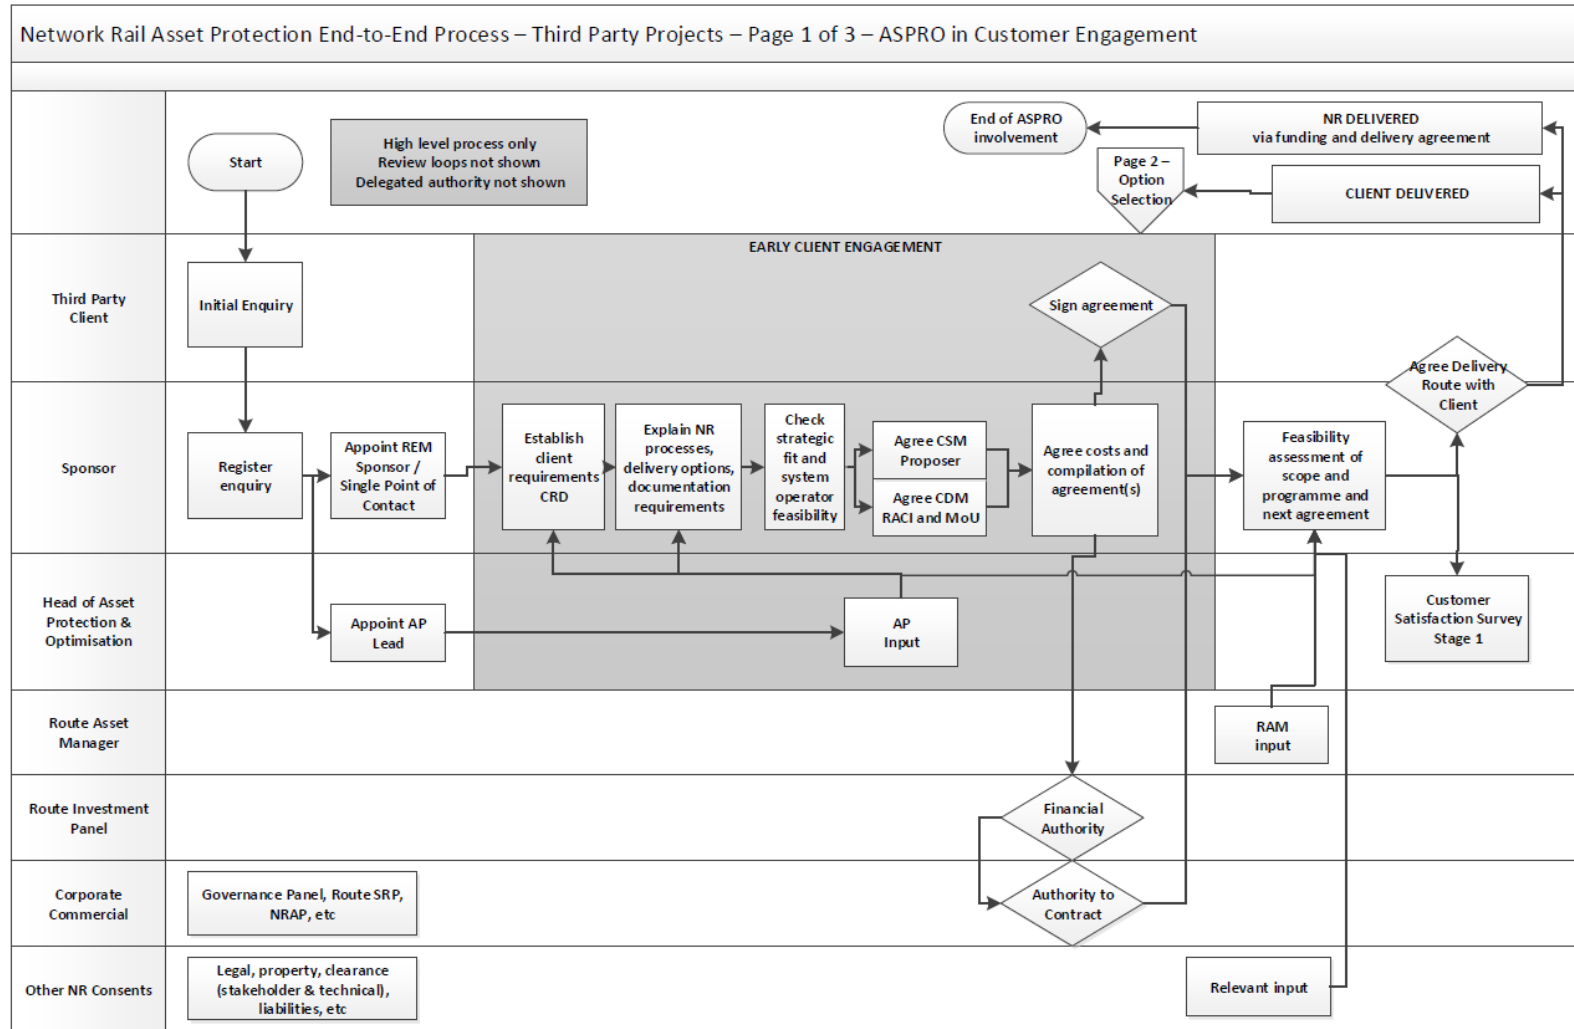 Network Rail Asset Protection End-to-End Process – Third Party Projects – Page 1 of 3 – ASPRO in Customer Engagement
Start
High level process only
Review loops not shown
Delegated authority not shown
End of ASPRO
involvement
NR DELIVERED
via funding and delivery agreement
Page 2 –
Option
Selection
CLIENT DELIVERED
EARLY CLIENT ENGAGEMENT
Third Party
Client
Initial Enquiry
Sign agreement
Agree Delivery
Route with
Client
Sponsor
Register
enquiry
Appoint REM
Sponsor /
Single Point of
Contact
Establish
client
requirements
CRD
Explain NR
processes,
delivery options,
documentation
requirements
Check
strategic
fit and
system
operator
feasibility
Agree CSM
Proposer
Agree CDM
RACI and MoU
Agree costs and
compilation of
agreement(s)
Feasibility
assessment of
scope and
programme and
next agreement
Head of Asset
Protection &
Optimisation
Appoint AP
Lead
AP
Input
Customer
Satisfaction Survey
Stage 1
Route Asset
Manager
RAM
input
Route Investment
Panel
Financial
Authority
Corporate
Commercial
Governance Panel, Route SRP,
NRAP, etc
Authority to
Contract
Other NR Consents
Legal, property, clearance
(stakeholder & technical),
liabilities, etc
Relevant input